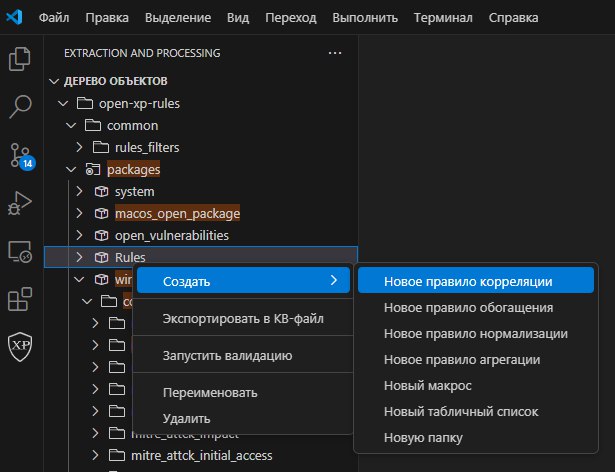 Файл Правка Выделение Вид Переход Выполнить Терминал Справка
EXTRACTION AND PROCESSING
ДЕРЕВО ОБЪЕКТОВ
open-xp-rules
common
rules_filters
14
packages
system
macos_open_package
open_vulnerabilities
Rules
XP
Создать
Экспортировать в KB-файл
Запустить валидацию
Переименовать
Удалить
Новое правило корреляции
Новое правило обогащения
Новое правило нормализации
Новое правило агрегации
Новый макрос
Новый табличный список
Новую папку
mitre_attck_impact
mitre_attck_initial_access